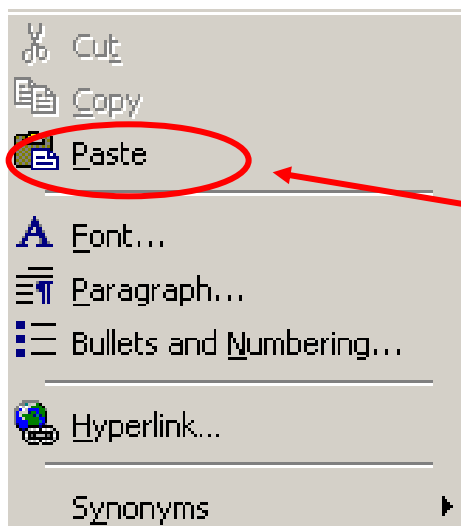 Cut
Copy
Paste
Font...
Paragraph...
Bullets and Numbering...
Hyperlink...
Synonyms